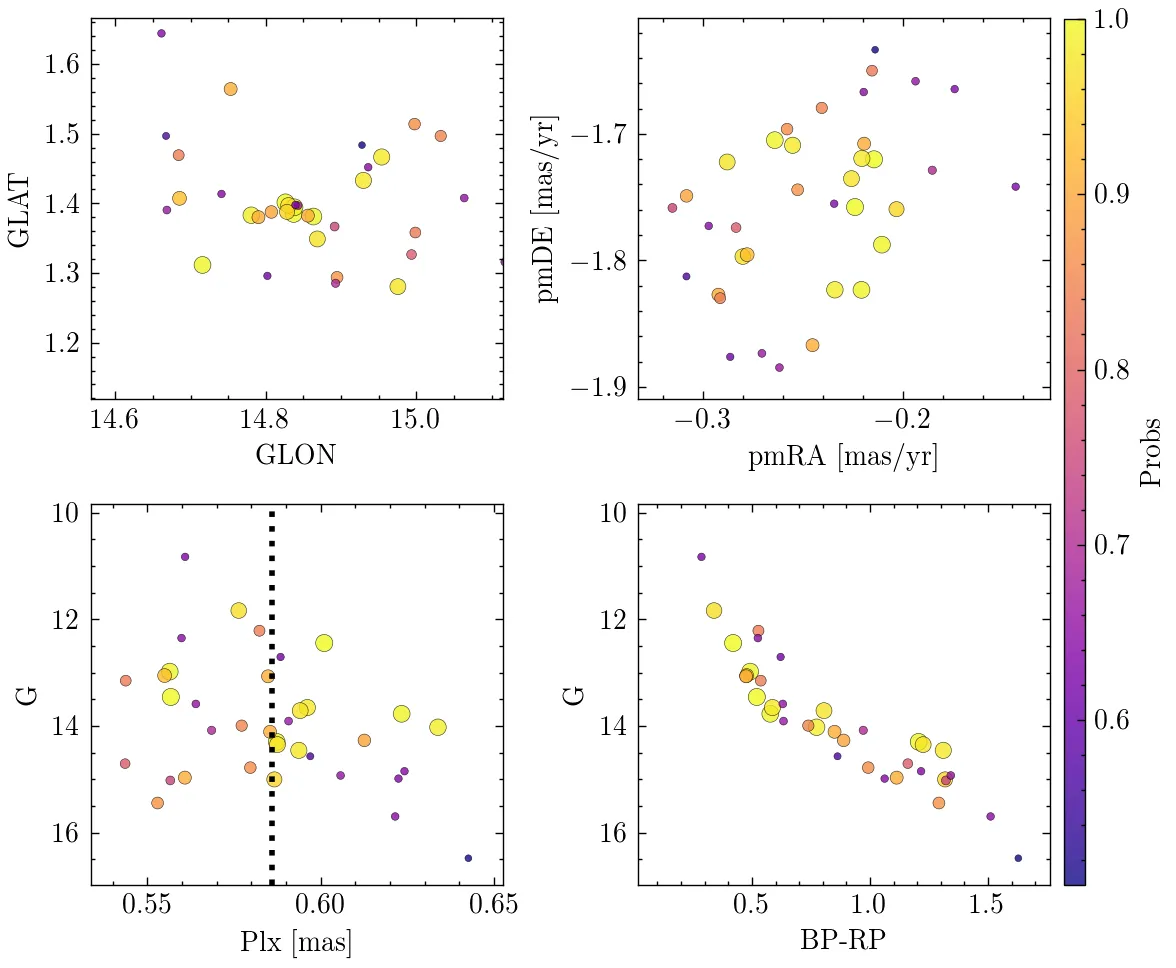 1.6
1.5
1.4
1.3
1.2
GLAT
14.6 14.8 15.0
GLON
−1.7
−1.8
−1.9
pmDE [mas/yr]
−0.3 −0.2
pmRA [mas/yr]
10
12
14
16
G
0.55 0.60 0.65
Plx [mas]
10
12
14
16
G
0.5 1.0 1.5
BP-RP
1.0
0.9
0.8
0.7
0.6
Probs